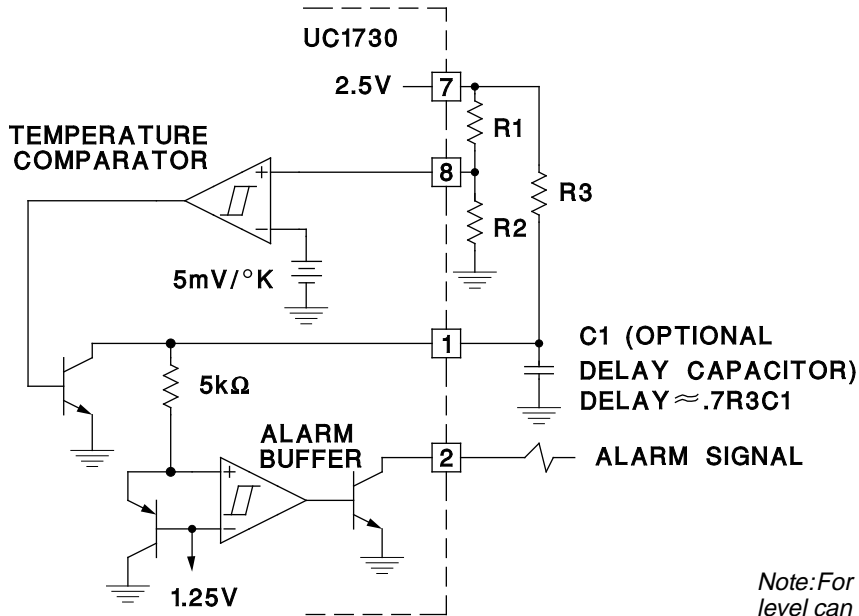 UC1730
2.5V
7
R1
TEMPERATURE
COMPARATOR
+
8
R3
−
R2
5mV/°K
1
C1 (OPTIONAL
DELAY CAPACITOR)
DELAY≈.7R3C1
5kΩ
ALARM
BUFFER
2
ALARM SIGNAL
+
−
1.25V
Note:For
level can